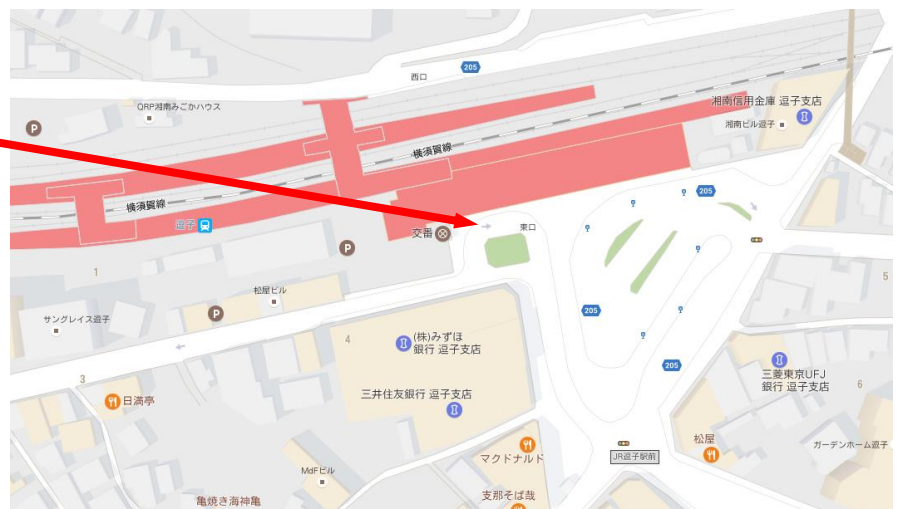 西口
205
QRP湘南みごかハウス
P
湘南信用金庫 逗子支店
湘南ビル逗子
横須賀線
横須賀線
205
逗子
交番
東口
P
1
5
松屋ビル
P
サングレイス逗子
205
4
(株)みずほ
銀行 逗子支店
205
三菱東京UFJ
銀行 逗子支店
6
3
日満亭
三井住友銀行 逗子支店
松屋
ガーデンホーム逗子
マクドナルド
JR逗子駅前
MdFビル
亀焼き海神亀
支那そば哉